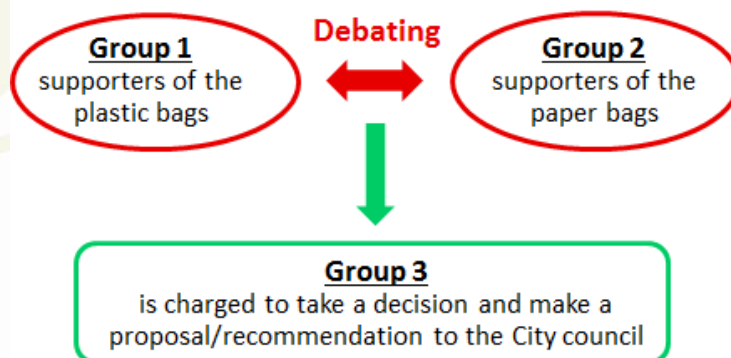 Debating
Group 1
supporters of the
plastic bags
Group 2
supporters of the
paper bags
Group 3
is charged to take a decision and make a
proposal/recommendation to the City council